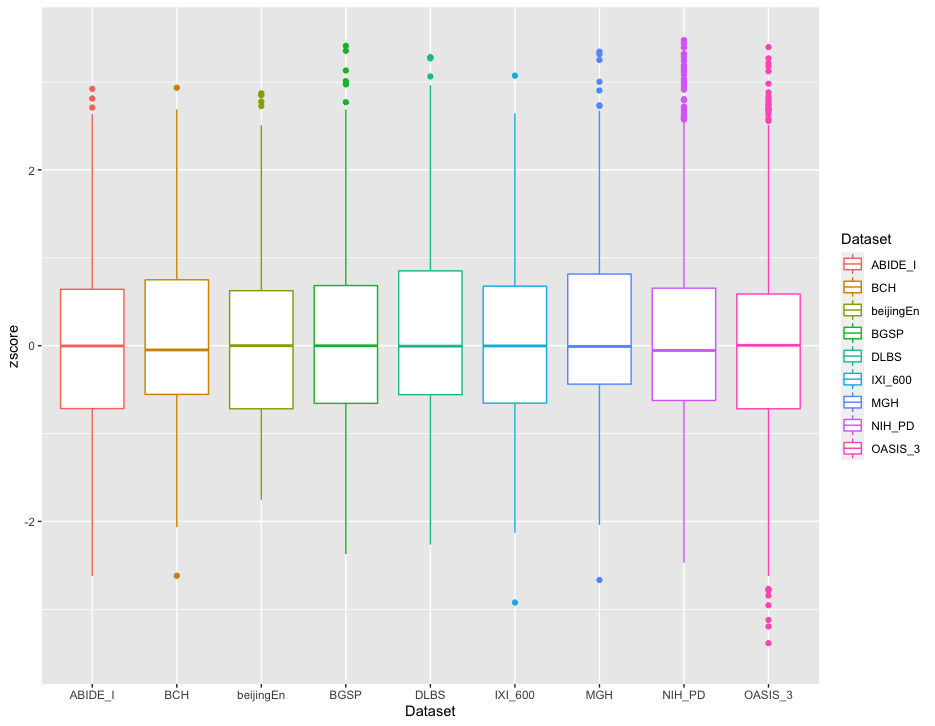 zscore
2
0
-2
ABIDE_I BCH beijingEn BGSP DLBS IXI_600 MGH NIH_PD OASIS_3
Dataset
Dataset
ABIDE_I
BCH
beijingEn
BGSP
DLBS
IXI_600
MGH
NIH_PD
OASIS_3